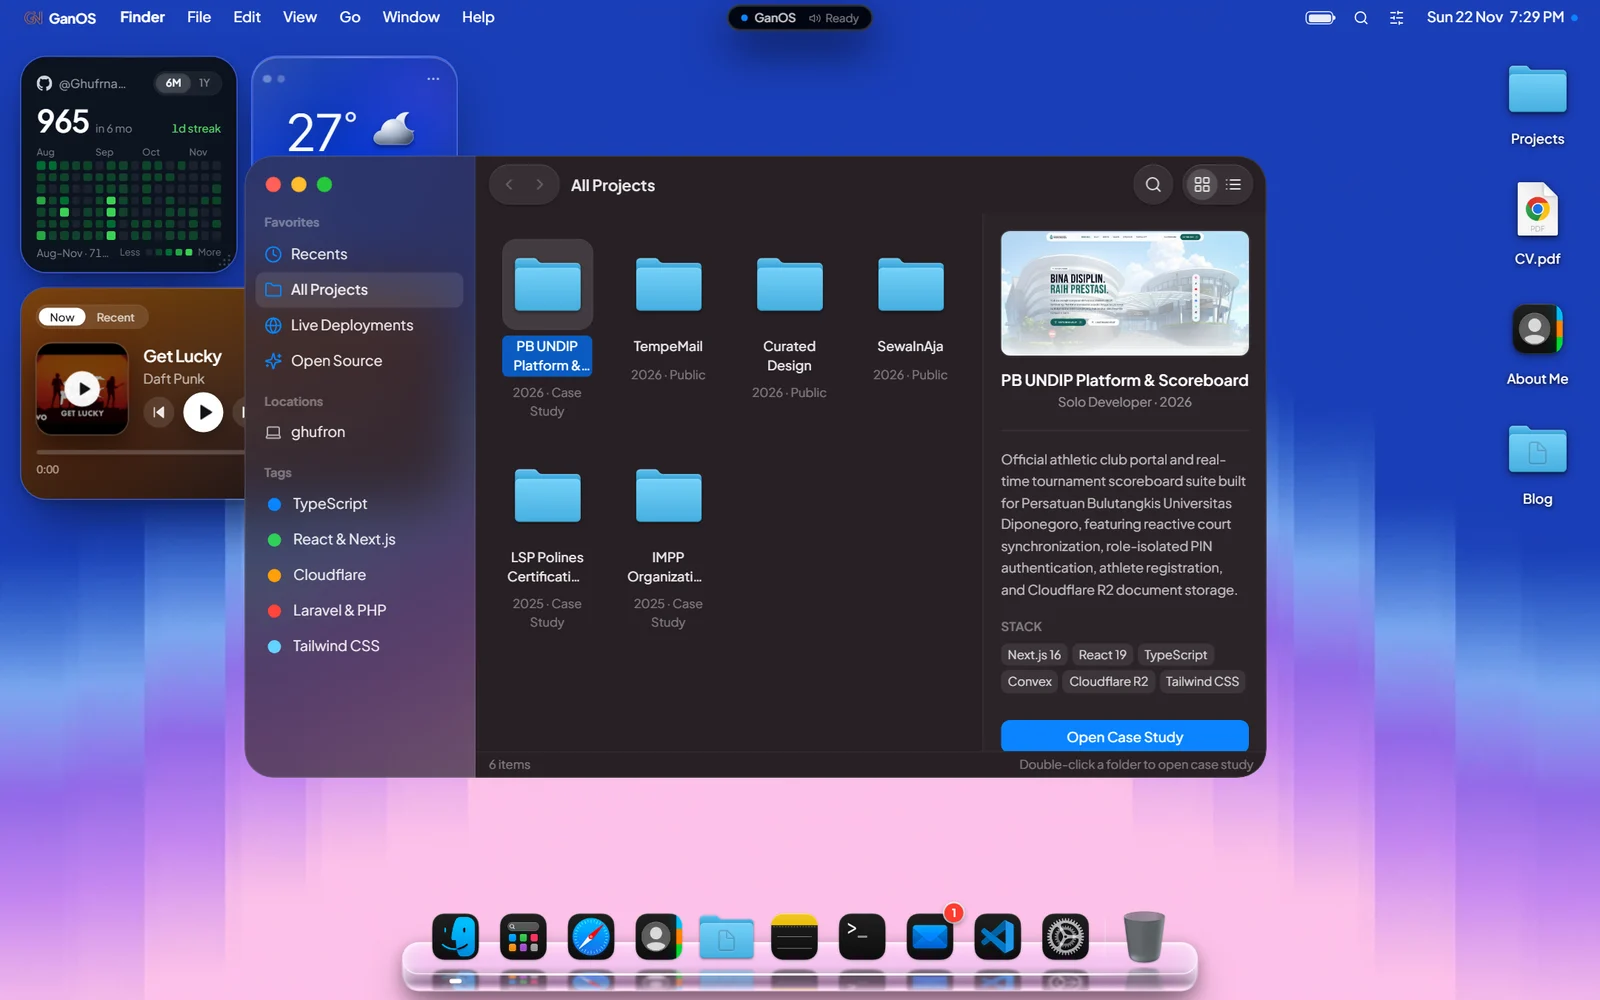 GanOS Finder File Edit View Go Window Help
GanOS Ready
Sun 22 Nov 7:29 PM
@Ghufrna... 6M 1Y
965 in 6 mo 1d streak
Aug Sep Oct Nov
Aug–Nov · 71... Less More
27°
Now Recent
Get Lucky
Daft Punk
GET LUCKY
0:00
Favorites
Recents
All Projects
Live Deployments
Open Source
Locations
ghufron
Tags
TypeScript
React & Next.js
Cloudflare
Laravel & PHP
Tailwind CSS
All Projects
PB UNDIP
Platform &...
2026 · Case
Study
TempeMail
2026 · Public
Curated
Design
2026 · Public
SewaInAja
2026 · Public
LSP Polines
Certificati...
2025 · Case
Study
IMPP
Organizati...
2025 · Case
Study
BINA DISIPLIN.
RAIH PRESTASI.
PB UNDIP Platform & Scoreboard
Solo Developer · 2026
Official athletic club portal and real-
time tournament scoreboard suite built
for Persatuan Bulutangkis Universitas
Diponegoro, featuring reactive court
synchronization, role-isolated PIN
authentication, athlete registration,
and Cloudflare R2 document storage.
STACK
Next.js 16 React 19 TypeScript
Convex Cloudflare R2 Tailwind CSS
Open Case Study
6 items
Double-click a folder to open case study
Projects
PDF
CV.pdf
About Me
Blog
1